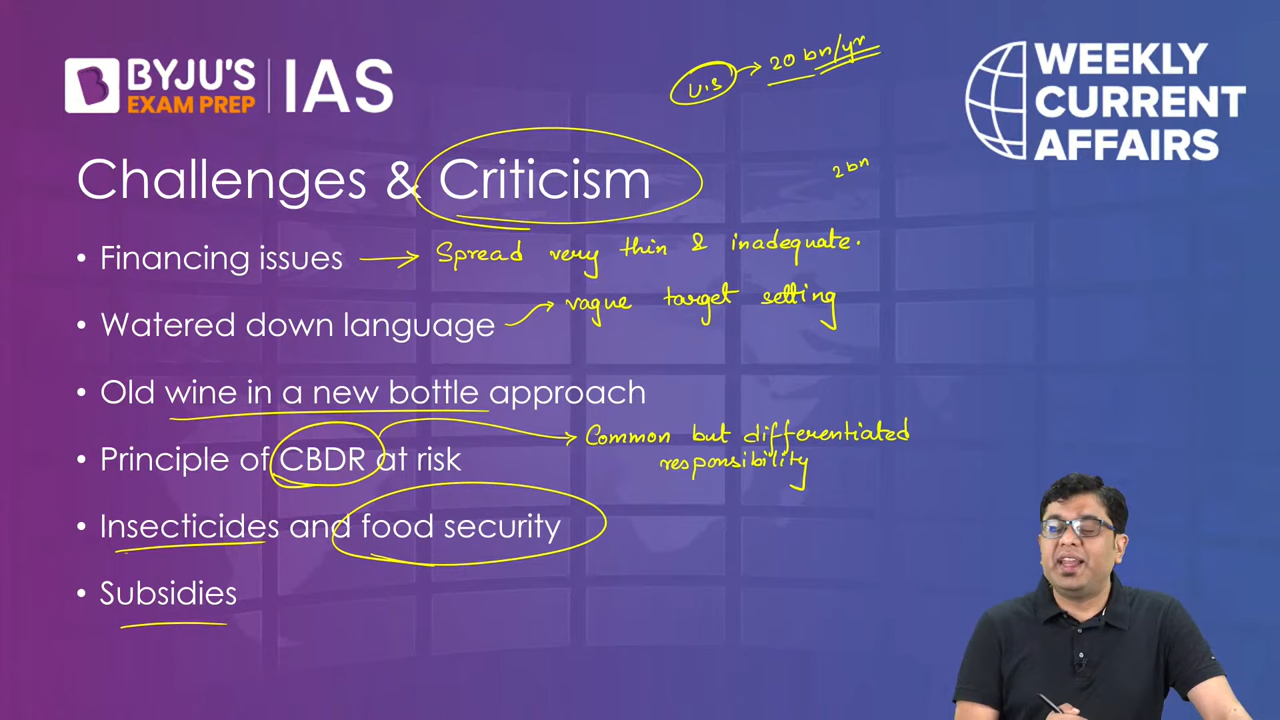 BYJU'S
EXAM PREP
IAS
U.S → 20 bn/yr
WEEKLY
CURRENT
AFFAIRS
2 bn
Challenges & Criticism
• Financing issues → Spread very thin & inadequate.
• Watered down language → vague target setting
• Old wine in a new bottle approach
• Principle of CBDR at risk → Common but differentiated
responsibility
• Insecticides and food security
• Subsidies